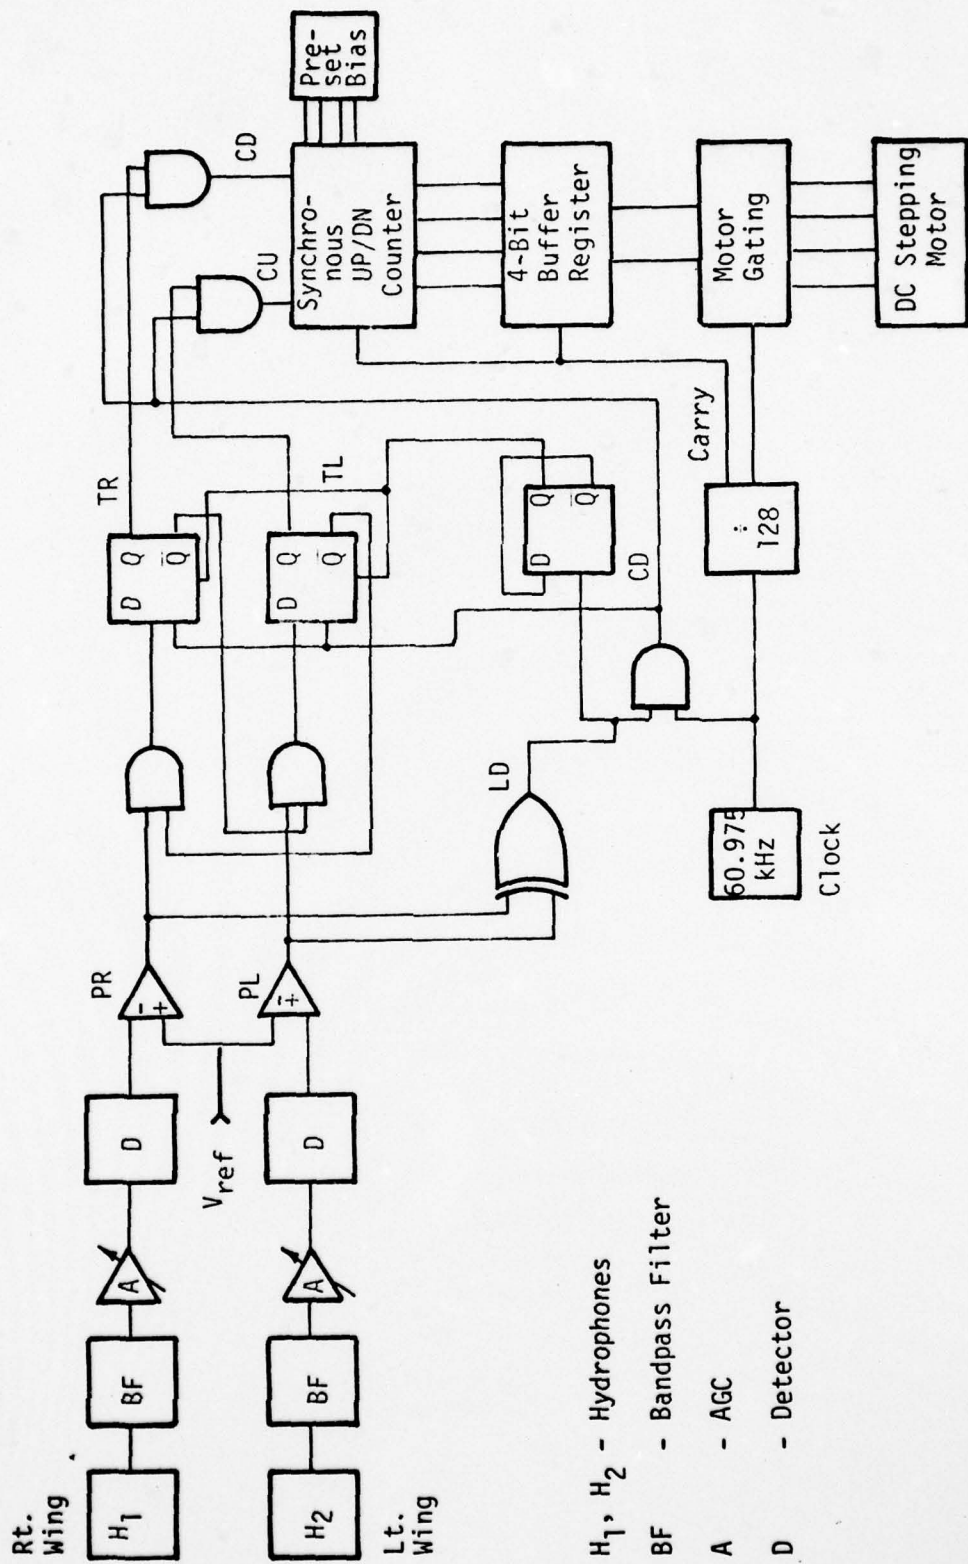 Rt.
Wing
H1
BF
A
D
PR
-
+
D Q
Q̅
TR
CD
Vref
H2
BF
A
D
PL
-
+
D Q
Q̅
TL
CU
Lt.
Wing
LD
D Q
Q̅
CD
60.975
kHz
Clock
÷
128
Carry
Pre-
set
Bias
Synchro-
nous
UP/DN
Counter
4-Bit
Buffer
Register
Motor
Gating
DC Stepping
Motor
H1, H2 - Hydrophones
BF - Bandpass Filter
A - AGC
D - Detector